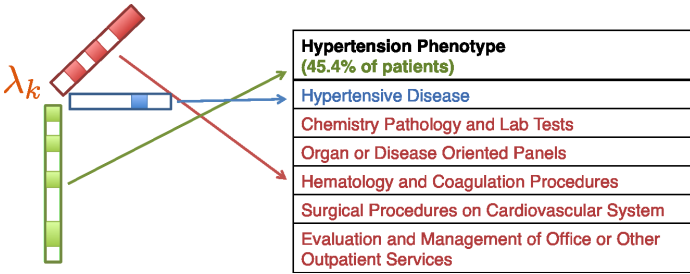 λk
Hypertension Phenotype
(45.4% of patients)
Hypertensive Disease
Chemistry Pathology and Lab Tests
Organ or Disease Oriented Panels
Hematology and Coagulation Procedures
Surgical Procedures on Cardiovascular System
Evaluation and Management of Office or Other
Outpatient Services